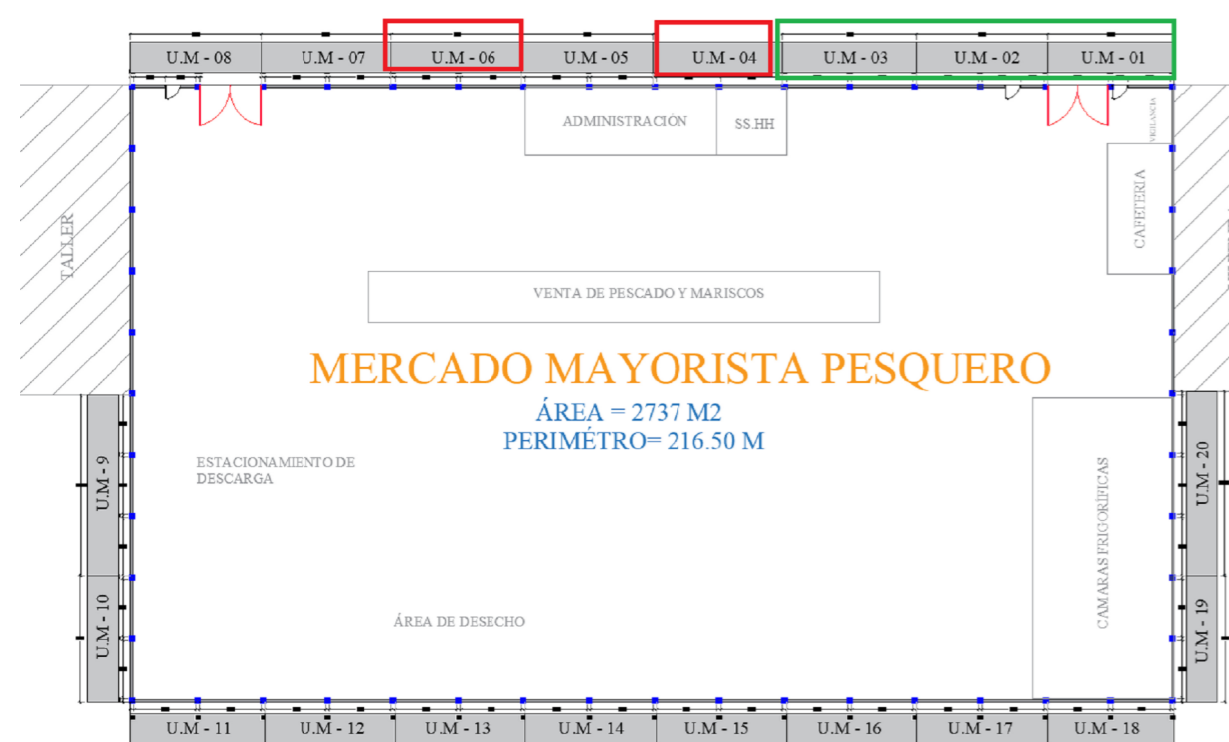 U.M - 08
U.M - 07
U.M - 06
U.M - 05
U.M - 04
U.M - 03
U.M - 02
U.M - 01
ADMINISTRACIÓN
SS.HH
VIGILANCIA
CAFETERIA
TALLER
VENTA DE PESCADO Y MARISCOS
MERCADO MAYORISTA PESQUERO
ÁREA = 2737 M2
PERIMÉTRO= 216.50 M
ESTACIONAMIENTO DE
DESCARGA
U.M - 9
U.M - 20
CAMARAS FRIGORÍFICAS
ÁREA DE DESECHO
U.M - 10
U.M - 19
U.M - 11
U.M - 12
U.M - 13
U.M - 14
U.M - 15
U.M - 16
U.M - 17
U.M - 18